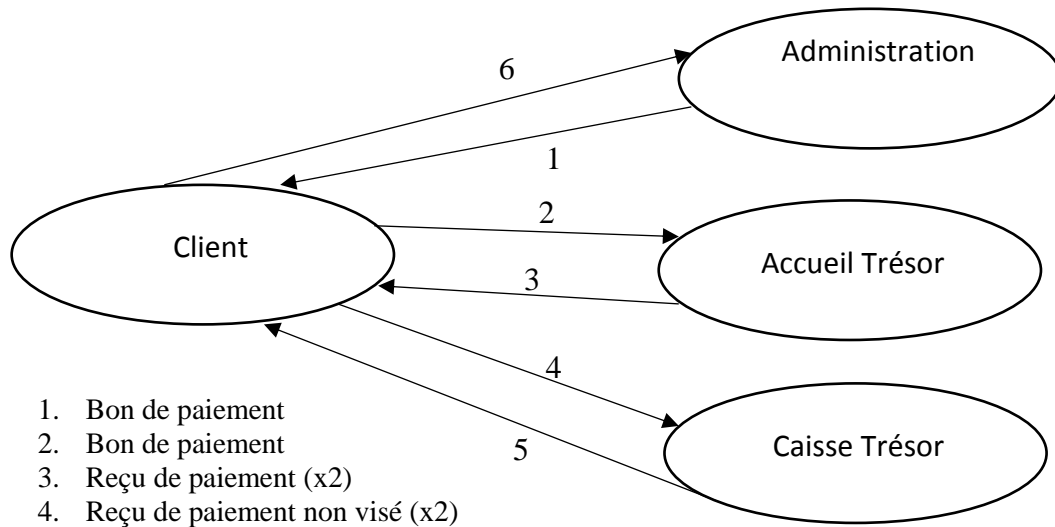 Administration
6
1
2
Client
Accueil Trésor
3
4
1. Bon de paiement
2. Bon de paiement
3. Reçu de paiement (x2)
4. Reçu de paiement non visé (x2)
5
Caisse Trésor